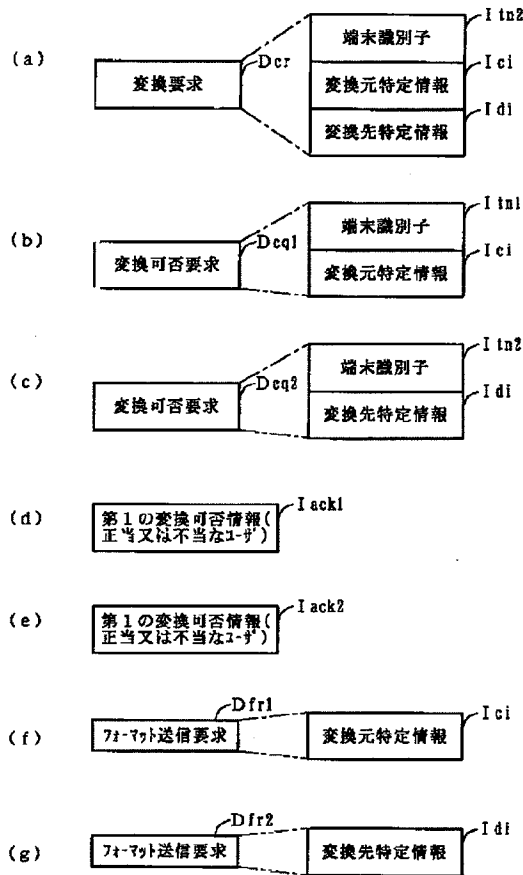 (a)
変換要求
Dcr
端末識別子
Itn2
変換元特定情報
Ici
変換先特定情報
Idi
(b)
変換可否要求
Dcq1
端末識別子
Itn1
変換元特定情報
Ici
(c)
変換可否要求
Dcq2
端末識別子
Itn2
変換先特定情報
Idi
(d)
第1の変換可否情報(
正当又は不当なユーザ)
Iack1
(e)
第1の変換可否情報(
正当又は不当なユーザ)
Iack2
(f)
フォーマット送信要求
Dfr1
変換元特定情報
Ici
(g)
フォーマット送信要求
Dfr2
変換先特定情報
Idi